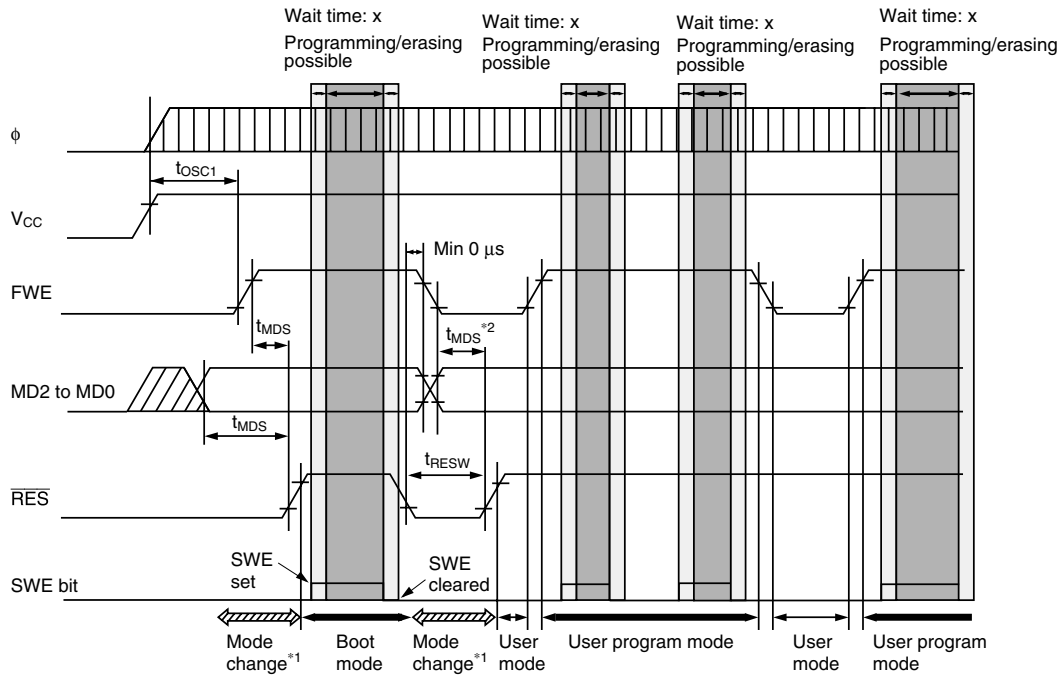 Wait time: x
Programming/erasing
possible
Wait time: x
Programming/erasing
possible
Wait time: x
Programming/erasing
possible
Wait time: x
Programming/erasing
possible
φ
tOSC1
VCC
Min 0 μs
FWE
tMDS
tMDS*2
MD2 to MD0
tMDS
tRESW
RES
SWE bit
SWE
set
SWE
cleared
Mode
change*1
Boot
mode
Mode
change*1
User
mode
User program mode
User
mode
User program
mode